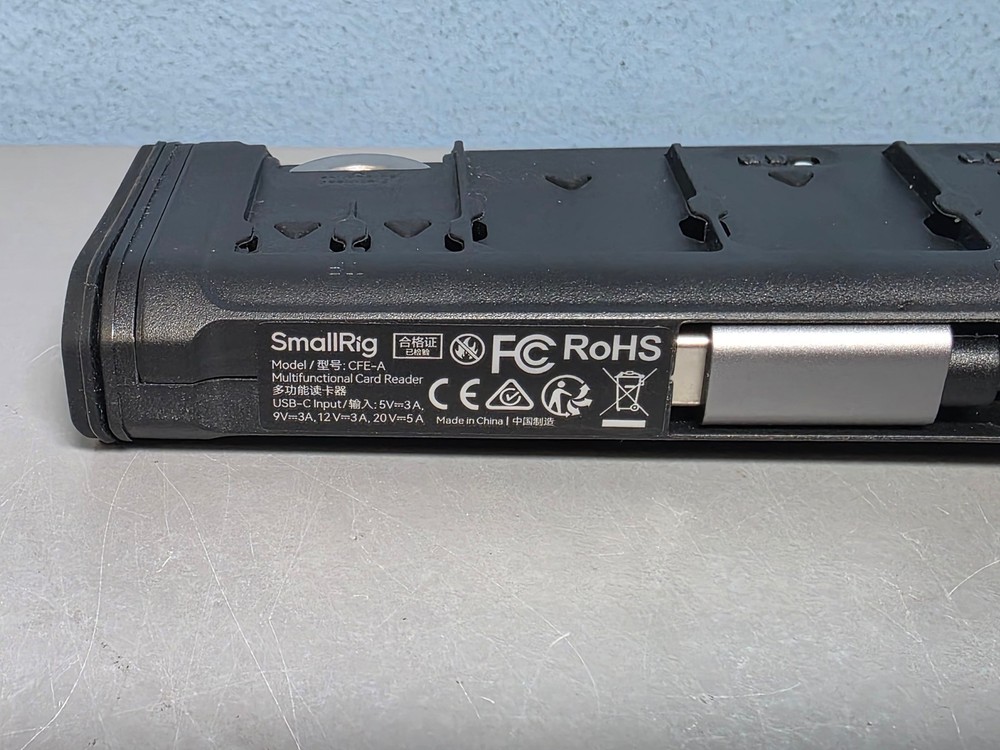 SmallRig
合格证
已检验
FC
RoHS
Model / 型号: CFE-A
Multifunctional Card Reader
多功能读卡器
USB-C Input / 输入: 5V⎓3A,
9V⎓3A, 12V⎓3A, 20V⎓5A
CE
Made in China | 中国制造